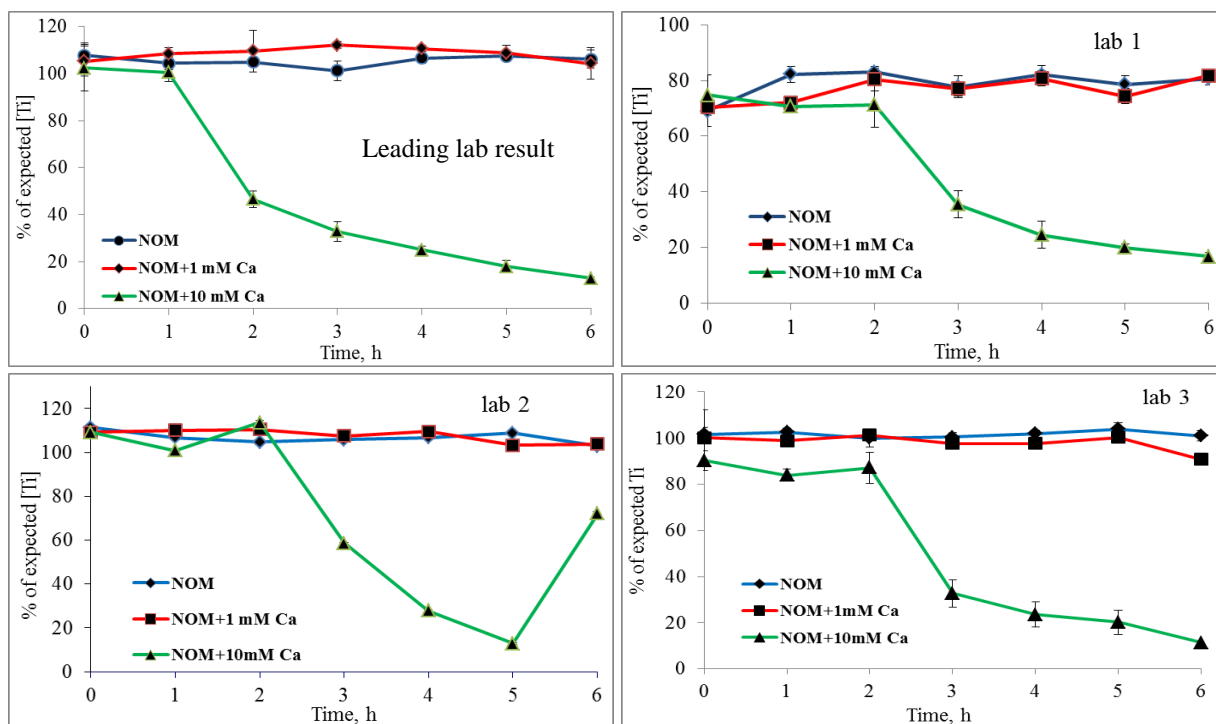 120
100
80
60
40
20
0
% of expected [Ti]
Leading lab result
NOM
NOM+1 mM Ca
NOM+10 mM Ca
0 1 2 3 4 5 6
Time, h
100
80
60
40
20
0
% of expected [Ti]
lab 1
NOM
NOM+1 mM Ca
NOM+10 mM Ca
0 1 2 3 4 5 6
Time, h
120
100
80
60
40
20
0
% of expected [Ti]
lab 2
NOM
NOM+1 mM Ca
NOM+10mM Ca
0 1 2 3 4 5 6
Time, h
120
100
80
60
40
20
0
% of expected Ti
lab 3
NOM
NOM+1mM Ca
NOM+10mM Ca
0 1 2 3 4 5 6
Time, h